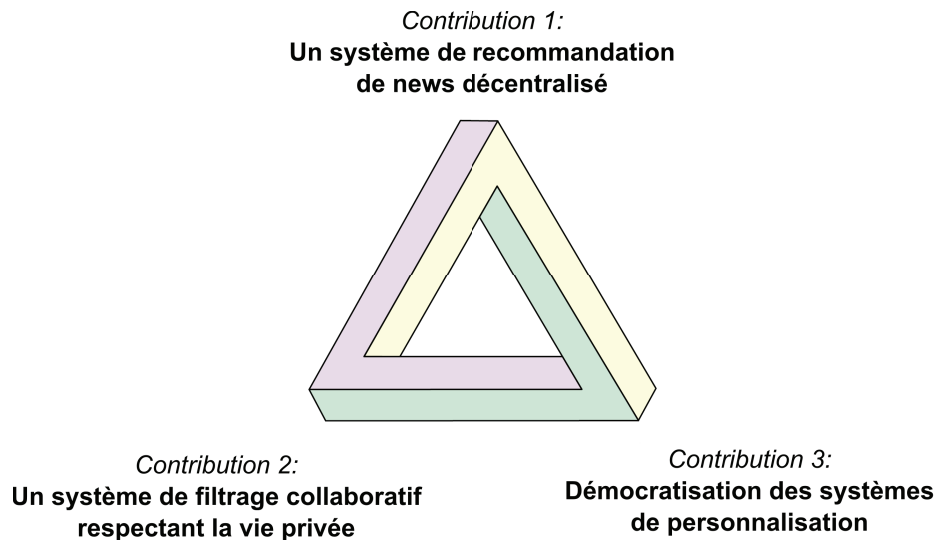 Contribution 1:
Un système de recommandation
de news décentralisé
Contribution 2:
Un système de filtrage collaboratif
respectant la vie privée
Contribution 3:
Démocratisation des systèmes
de personnalisation